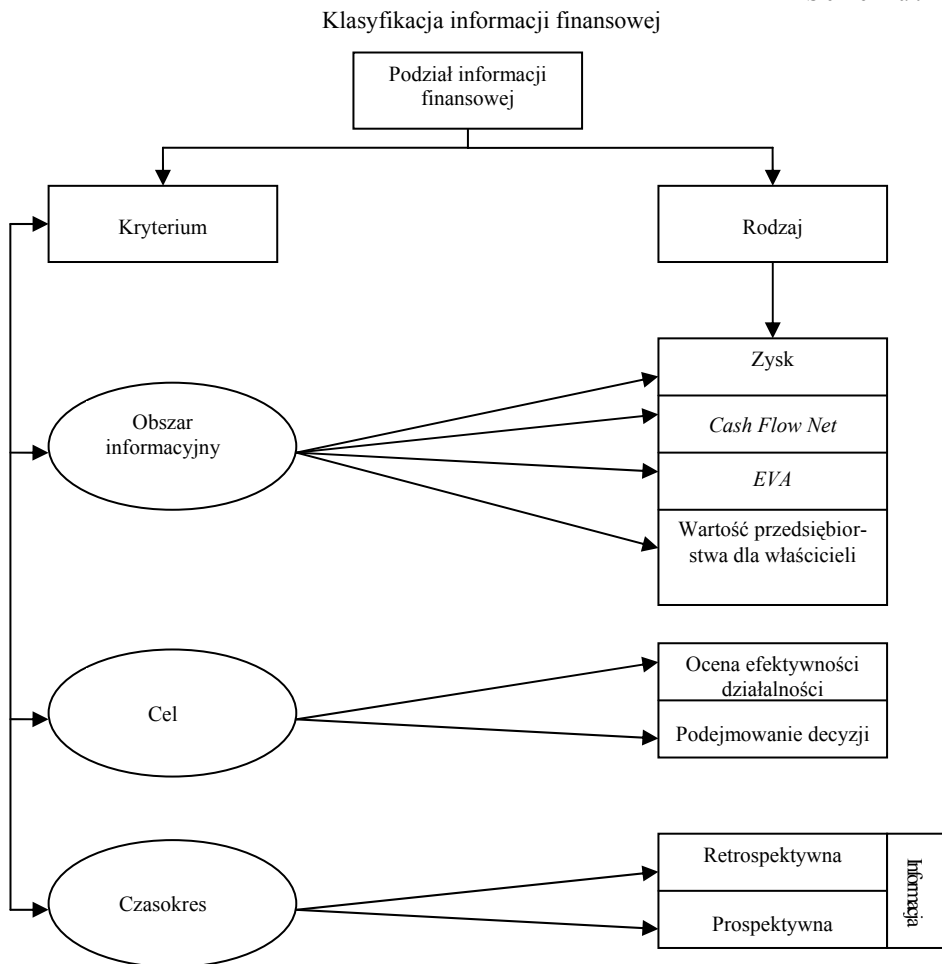 Klasyfikacja informacji finansowej
Podział informacji
finansowej
Kryterium
Rodzaj
Obszar
informacyjny
Zysk
Cash Flow Net
EVA
Wartość przedsiębior-
stwa dla właścicieli
Cel
Ocena efektywności
działalności
Podejmowanie decyzji
Czasokres
Retrospektywna
Prospektywna
Informacja